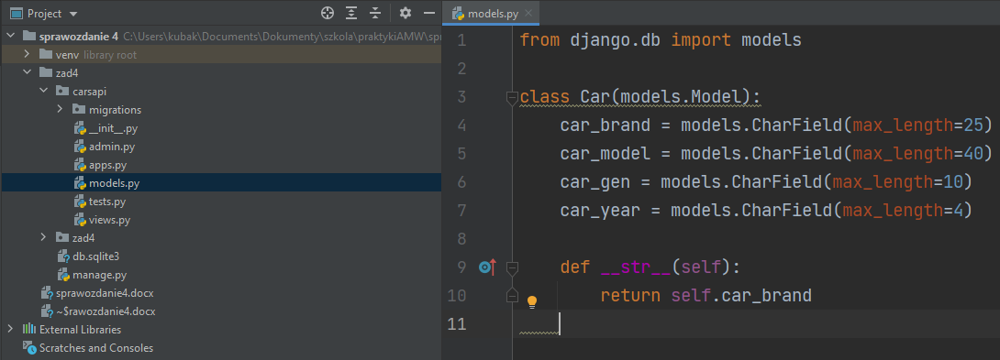 Project
sprawozdanie 4 C:\Users\kubak\Documents\Dokumenty\szkola\praktykiAMW\spr
venv library root
zad4
carsapi
migrations
__init__.py
admin.py
apps.py
models.py
tests.py
views.py
zad4
db.sqlite3
manage.py
sprawozdanie4.docx
~$rawozdanie4.docx
External Libraries
Scratches and Consoles
models.py
1 from django.db import models
2
3 class Car(models.Model):
4     car_brand = models.CharField(max_length=25)
5     car_model = models.CharField(max_length=40)
6     car_gen = models.CharField(max_length=10)
7     car_year = models.CharField(max_length=4)
8
9     def __str__(self):
10         return self.car_brand
11